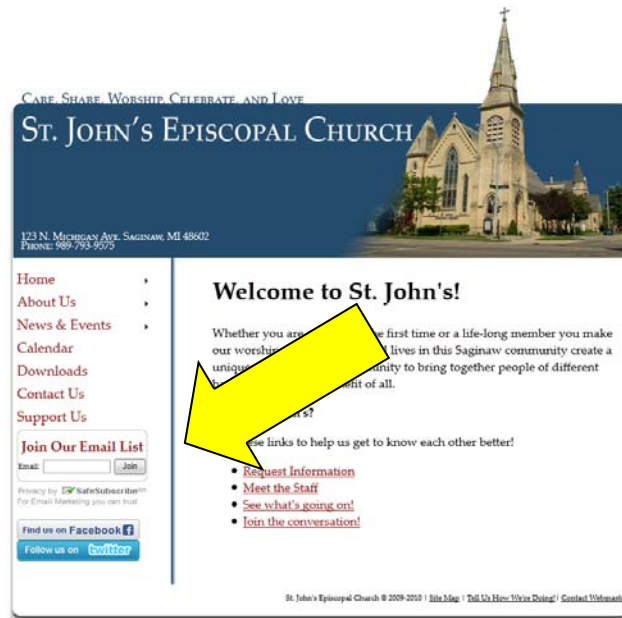 CARE, SHARE, WORSHIP, CELEBRATE, AND LOVE
ST. JOHN'S EPISCOPAL CHURCH
123 N. MICHIGAN AVE. SAGINAW, MI 48602
PHONE: 989-793-9575
Home
About Us
News & Events
Calendar
Downloads
Contact Us
Support Us
Join Our Email List
Email: Join
Privacy by SafeSubscribe SM
For Email Marketing you can trust
Find us on Facebook
Follow us on twitter
Welcome to St. John's!
Whether you are first time or a life-long member you make
our worship lives in this Saginaw community create a
unique to bring together people of different
of all.
links to help us get to know each other better!
Request Information
Meet the Staff
See what's going on!
Join the conversation!
St. John's Episcopal Church © 2009-2010 | Site Map | Tell Us How We're Doing! | Contact